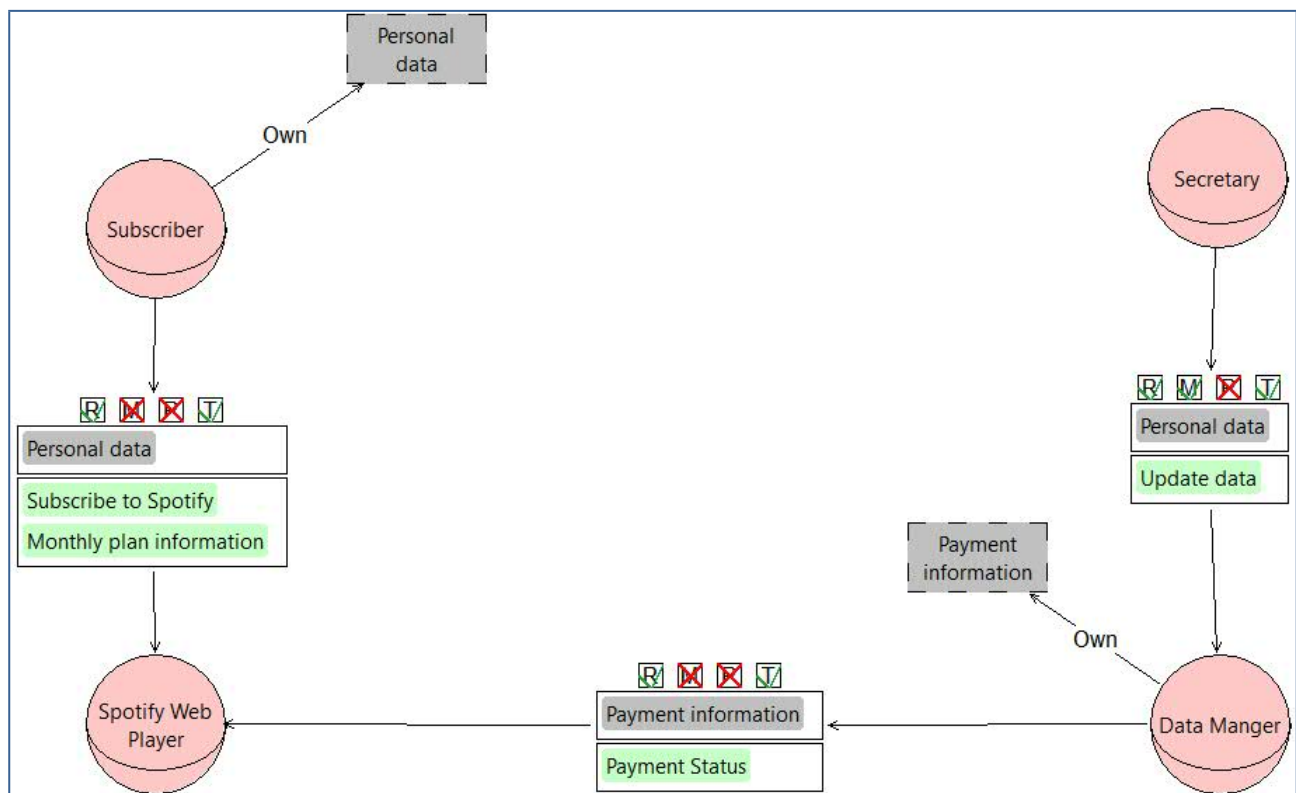 Personal
data
Own
Subscriber
Secretary
R M P T
Personal data
Subscribe to Spotify
Monthly plan information
R M P T
Personal data
Update data
Payment
information
Own
R M P T
Payment information
Payment Status
Spotify Web
Player
Data Manger